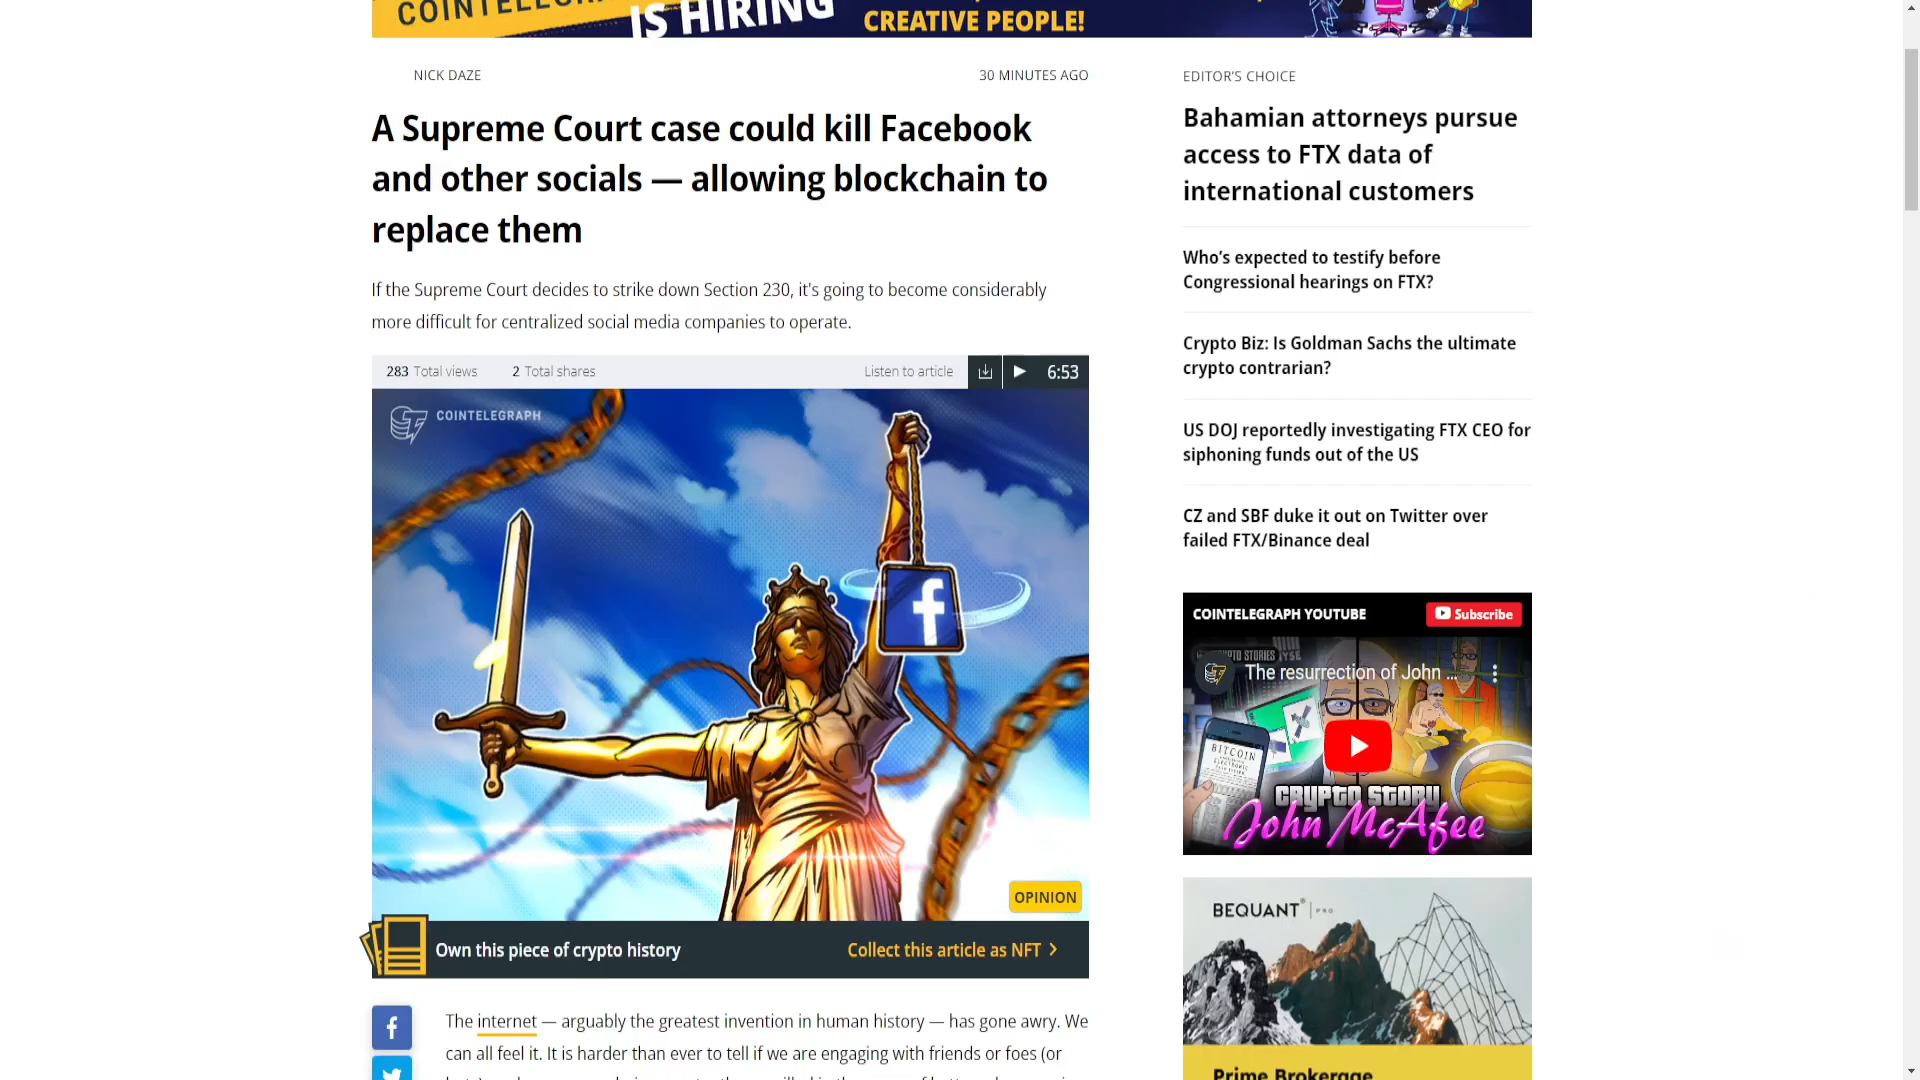 IS HIRING
CREATIVE PEOPLE!
NICK DAZE
30 MINUTES AGO
A Supreme Court case could kill Facebook
and other socials — allowing blockchain to
replace them
If the Supreme Court decides to strike down Section 230, it's going to become considerably
more difficult for centralized social media companies to operate.
283 Total views
2 Total shares
Listen to article
6:53
COINTELEGRAPH
f
OPINION
Own this piece of crypto history
Collect this article as NFT
The internet — arguably the greatest invention in human history — has gone awry. We
can all feel it. It is harder than ever to tell if we are engaging with friends or foes (or
EDITOR'S CHOICE
Bahamian attorneys pursue
access to FTX data of
international customers
Who's expected to testify before
Congressional hearings on FTX?
Crypto Biz: Is Goldman Sachs the ultimate
crypto contrarian?
US DOJ reportedly investigating FTX CEO for
siphoning funds out of the US
CZ and SBF duke it out on Twitter over
failed FTX/Binance deal
COINTELEGRAPH YOUTUBE
Subscribe
The resurrection of John ...
BITCOIN
CRYPTO STORY
John McAfee
BEQUANT PRO
Prime Brokerage